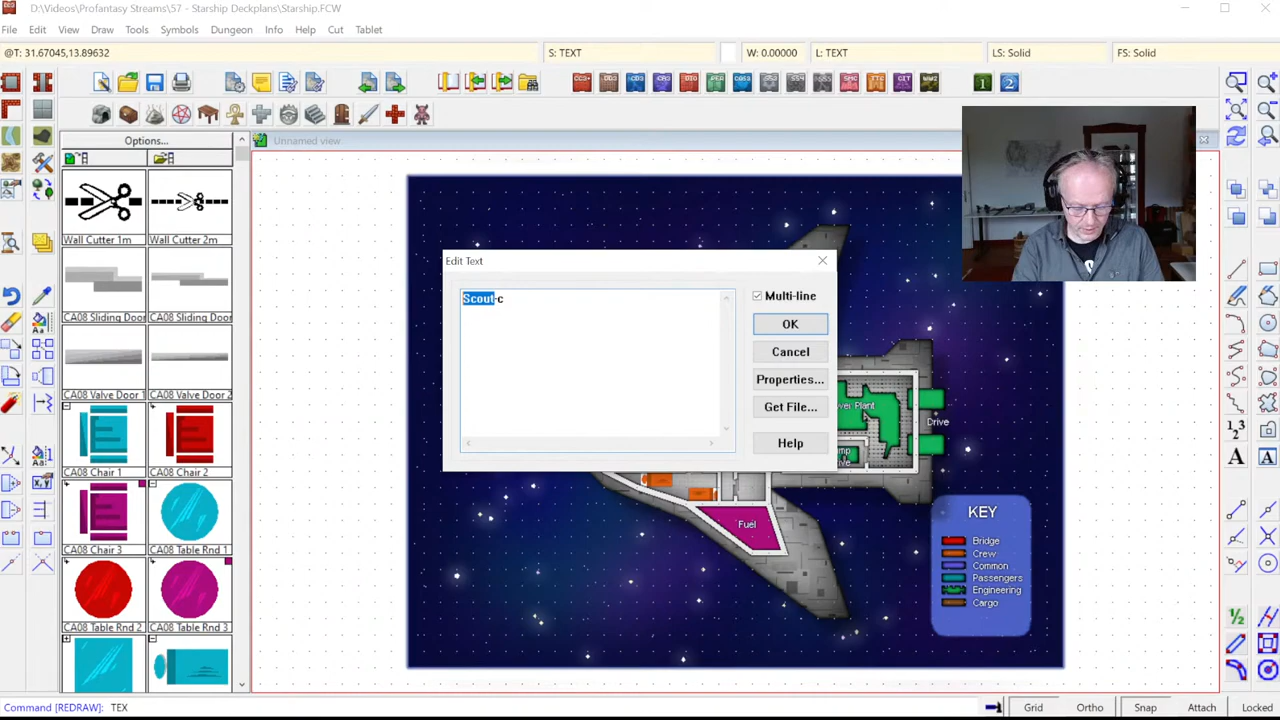 D:\Videos\Profantasy Streams\57 - Starship Deckplans\Starship.FCW
File Edit View Draw Tools Symbols Dungeon Info Help Cut Tablet
@T: 31.67045,13.89632
S: TEXT
W: 0.00000
L: TEXT
LS: Solid
FS: Solid
Options...
Unnamed view
Wall Cutter 1m
Wall Cutter 2m
CA08 Sliding Door
CA08 Sliding Door
CA08 Valve Door 1
CA08 Valve Door
CA08 Chair 1
CA08 Chair 2
CA08 Chair 3
CA08 Table Rnd 1
CA08 Table Rnd 2
CA08 Table Rnd 3
Edit Text
Scout-c
Multi-line
OK
Cancel
Properties...
Get File...
Help
Drive
Fuel
KEY
Bridge
Crew
Common
Passengers
Engineering
Cargo
Command [REDRAW]: TEX
Grid Ortho Snap Attach Locked